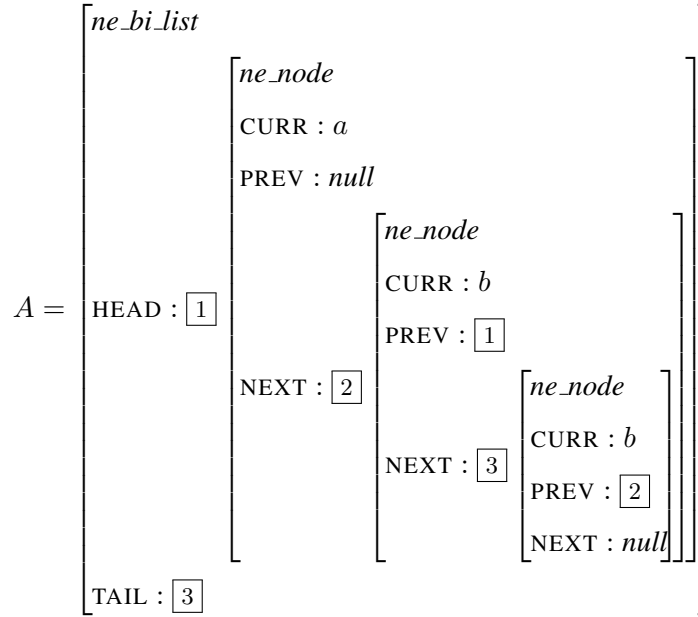 ne_bi_list
ne_node
CURR : a
PREV : null
ne_node
CURR : b
A = HEAD : 1
PREV : 1
NEXT : 2
ne_node
CURR : b
NEXT : 3
PREV : 2
NEXT : null
TAIL : 3